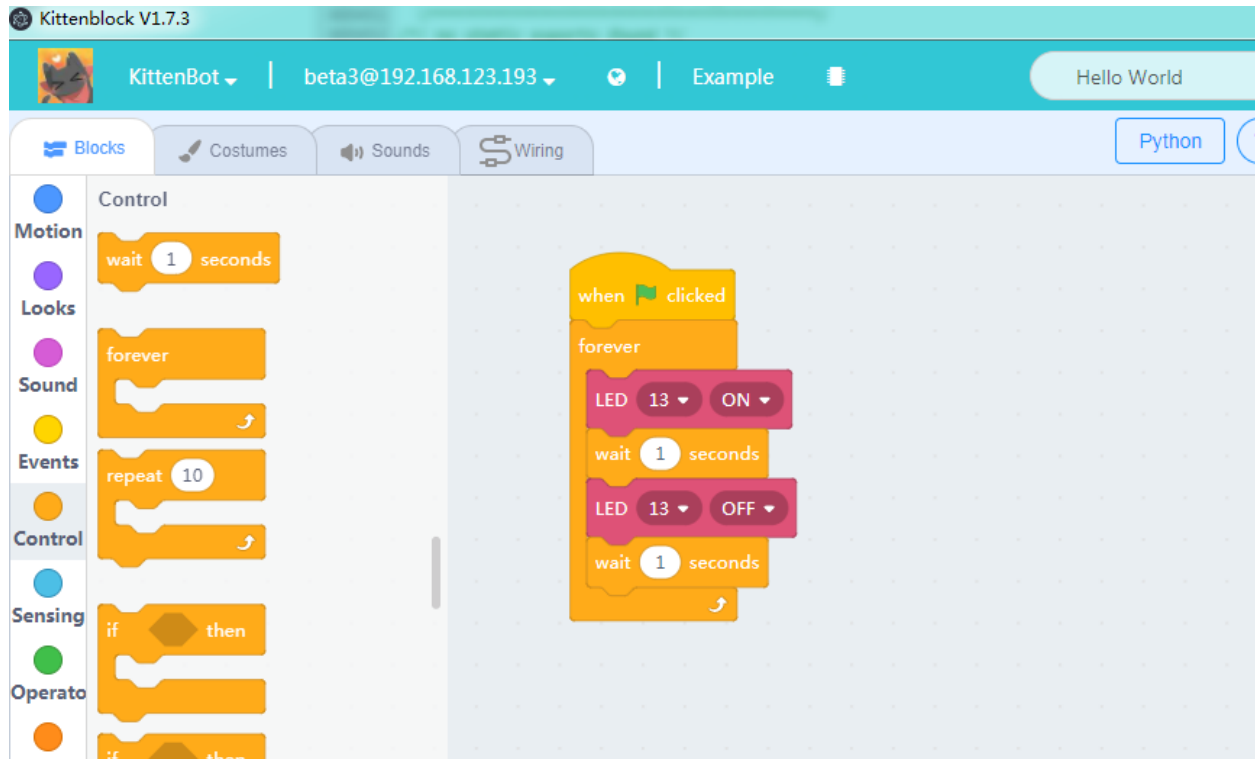 Kittenblock V1.7.3
KittenBot
beta3@192.168.123.193
Example
Hello World
Blocks
Costumes
Sounds
Wiring
Python
Motion
Looks
Sound
Events
Control
Sensing
Operato
Control
wait 1 seconds
forever
repeat 10
if then
if then
when clicked
forever
LED 13 ON
wait 1 seconds
LED 13 OFF
wait 1 seconds